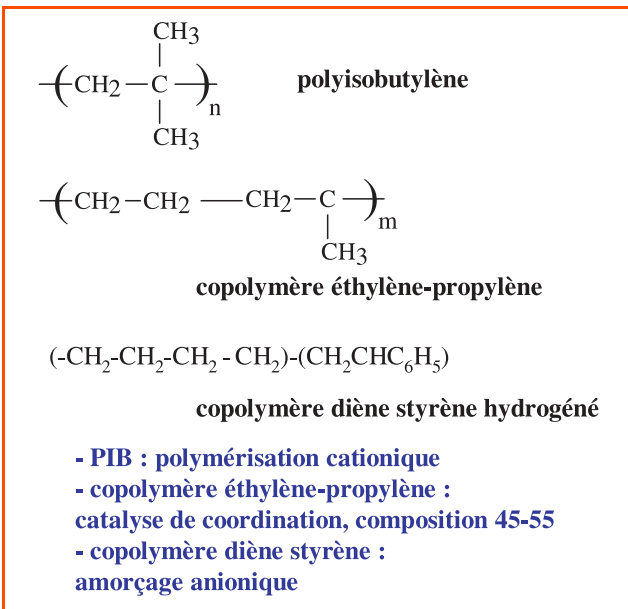 CH3
(CH2-C-)n polyisobutylène
CH3
(CH2-CH2-CH2-C-)m
CH3
copolymère éthylène-propylène
(-CH2-CH2-CH2-CH2)-(CH2CHC6H5)
copolymère diène styrène hydrogéné
- PIB : polymérisation cationique
- copolymère éthylène-propylène :
catalyse de coordination, composition 45-55
- copolymère diène styrène :
amorçage anionique